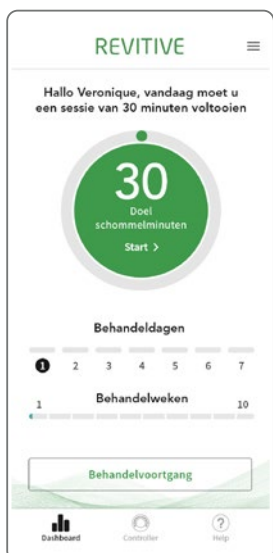 REVITIVE
Hallo Veronique, vandaag moet u
een sessie van 30 minuten voltooien
30
Doel
schommelminuten
Start >
Behandeldagen
1 2 3 4 5 6 7
1 Behandelweken 10
Behandelvoortgang
Dashboard Controller Help